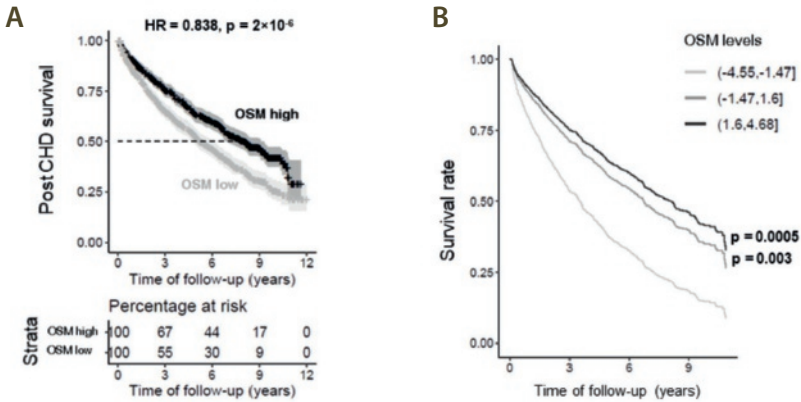 A
HR = 0.838, p = 2×10⁻⁶
Post CHD survival
1.00
0.75
0.50
0.25
0.00
OSM high
OSM low
0 3 6 9 12
Time of follow-up (years)
Percentage at risk
Strata
OSM high 100 67 44 17 0
OSM low 100 55 30 9 0
0 3 6 9 12
Time of follow-up (years)
B
OSM levels
(-4.55,-1.47]
(-1.47,1.6]
(1.6,4.68]
Survival rate
1.00
0.75
0.50
0.25
0.00
p = 0.0005
p = 0.003
0 3 6 9
Time of follow-up (years)